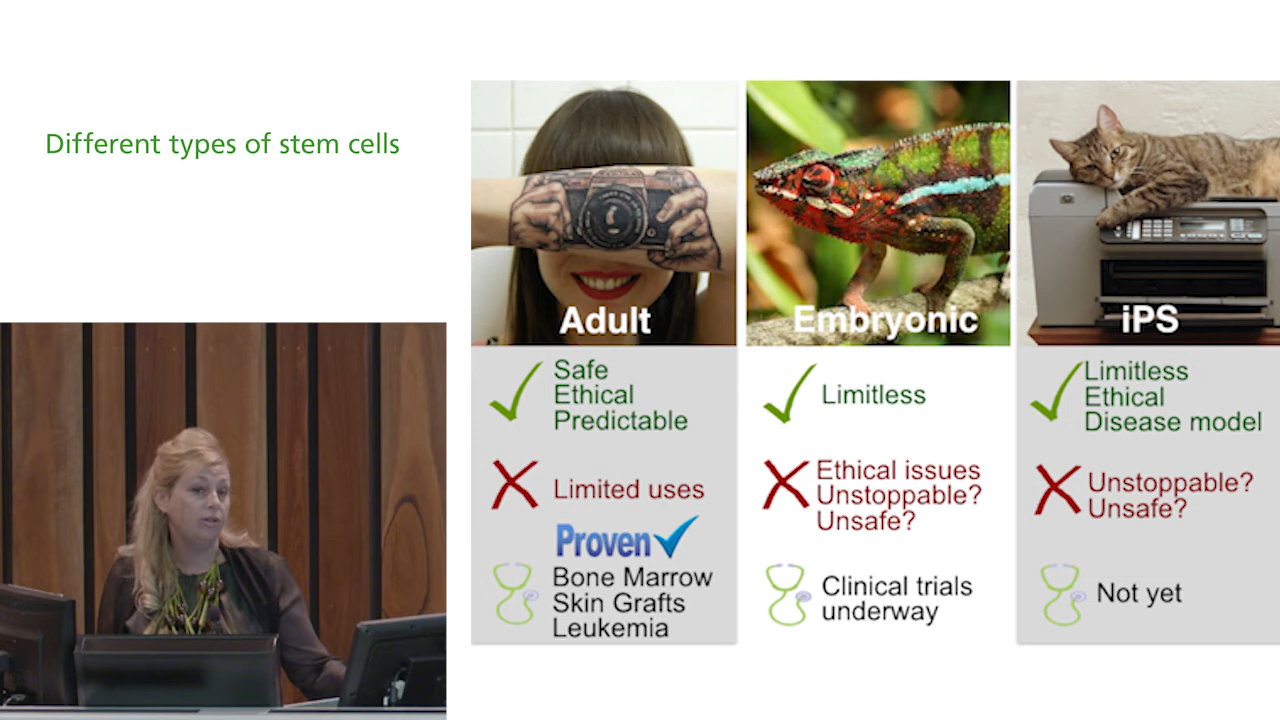 Different types of stem cells
Adult
Safe
Ethical
Predictable
Limited uses
Proven
Bone Marrow
Skin Grafts
Leukemia
Embryonic
Limitless
Ethical issues
Unstoppable?
Unsafe?
Clinical trials
underway
iPS
Limitless
Ethical
Disease model
Unstoppable?
Unsafe?
Not yet